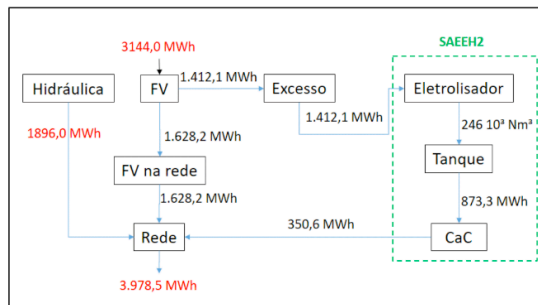 SAEEH2
3144,0 MWh
Hidráulica
FV
1.412,1 MWh
Excesso
Eletrolisador
1.412,1 MWh
246 10³ Nm³
1896,0 MWh
1.628,2 MWh
Tanque
FV na rede
1.628,2 MWh
873,3 MWh
350,6 MWh
Rede
CaC
3.978,5 MWh